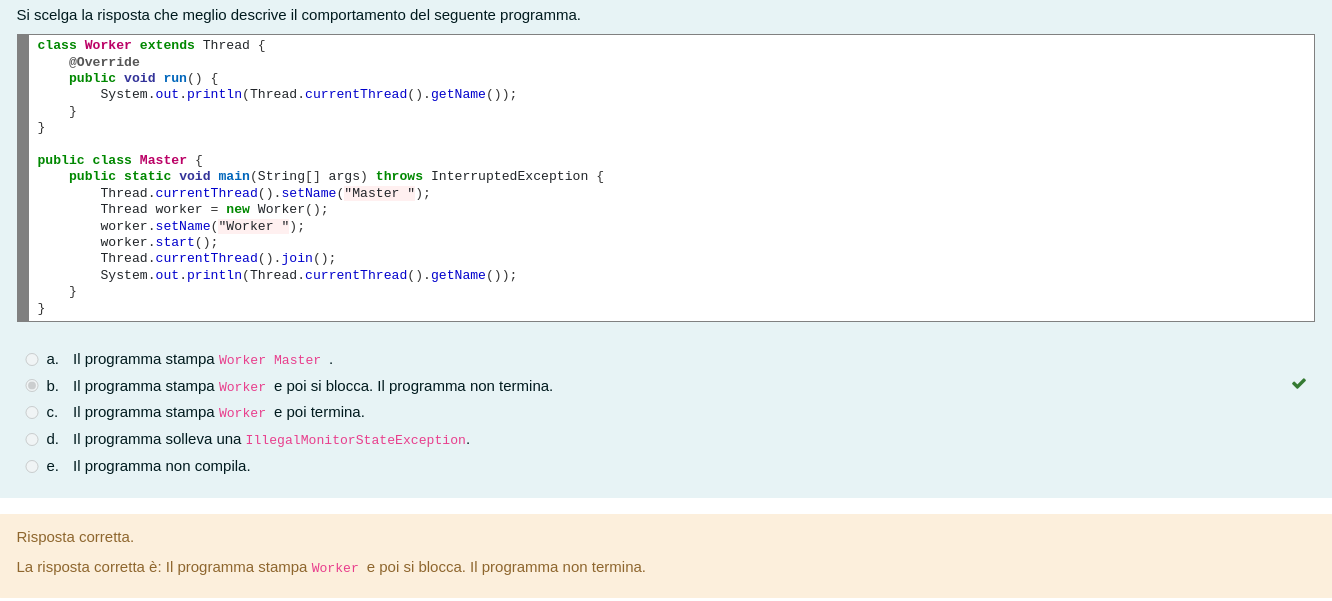 Si scelga la risposta che meglio descrive il comportamento del seguente programma.
class Worker extends Thread {
    @Override
    public void run() {
        System.out.println(Thread.currentThread().getName());
    }
}

public class Master {
    public static void main(String[] args) throws InterruptedException {
        Thread.currentThread().setName("Master ");
        Thread worker = new Worker();
        worker.setName("Worker ");
        worker.start();
        Thread.currentThread().join();
        System.out.println(Thread.currentThread().getName());
    }
}
a. Il programma stampa Worker Master .
b. Il programma stampa Worker e poi si blocca. Il programma non termina.
c. Il programma stampa Worker e poi termina.
d. Il programma solleva una IllegalMonitorStateException.
e. Il programma non compila.
Risposta corretta.
La risposta corretta è: Il programma stampa Worker e poi si blocca. Il programma non termina.